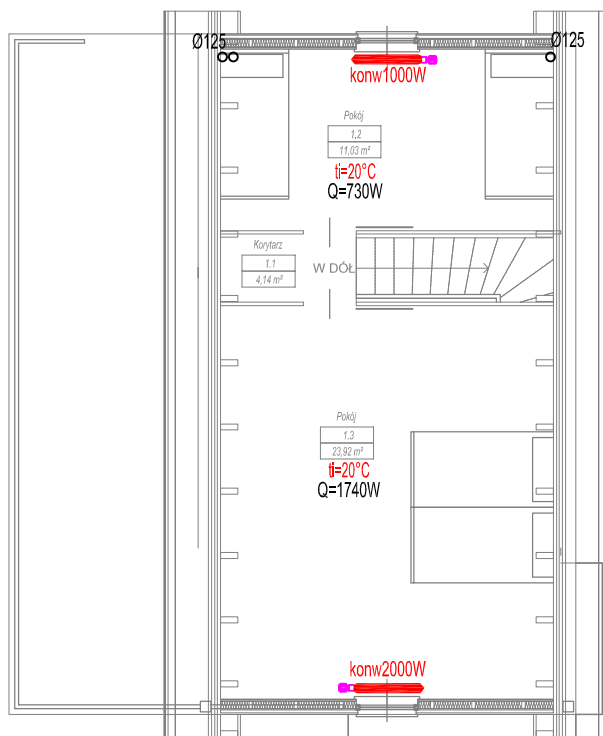 Ø125
Ø125
konw1000W
Pokój
1.2
11,03 m²
ti=20°C
Q=730W
Korytarz
1.1
4,14 m²
W DÓŁ
Pokój
1.3
23,92 m²
ti=20°C
Q=1740W
konw2000W